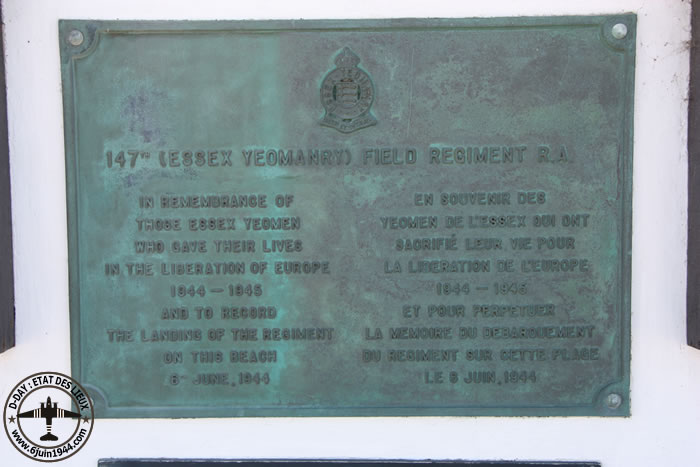 147TH (ESSEX YEOMANRY) FIELD REGIMENT R.A.
IN REMEMBRANCE OF
THOSE ESSEX YEOMEN
WHO GAVE THEIR LIVES
IN THE LIBERATION OF EUROPE
1944 – 1945
AND TO RECORD
THE LANDING OF THE REGIMENT
ON THIS BEACH
6TH JUNE, 1944
EN SOUVENIR DES
YEOMEN DE L'ESSEX QUI ONT
SACRIFIÉ LEUR VIE POUR
LA LIBERATION DE L'EUROPE
1944 – 1945
ET POUR PERPETUER
LA MEMOIRE DU DEBARQUEMENT
DU REGIMENT SUR CETTE PLAGE
LE 6 JUIN, 1944
D-DAY : ETAT DES LIEUX
www.6juin1944.com